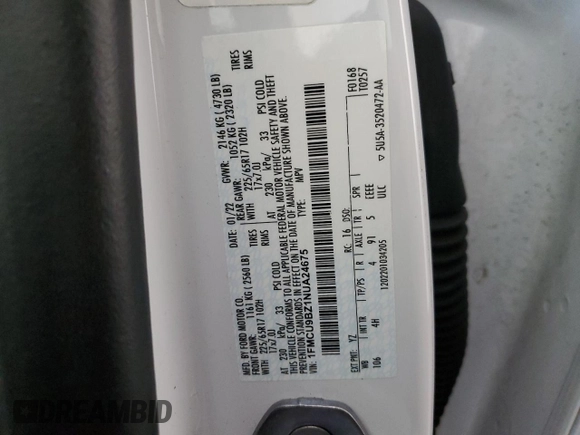 MFD. BY FORD MOTOR CO.
DATE: 01/22 GVWR: 2146 KG ( 4730 LB)
FRONT GAWR: 1161 KG ( 2560 LB) REAR GAWR: 1052 KG ( 2320 LB)
WITH 225/65R17 102H TIRES WITH 225/65R17 102H TIRES
17x7.0J RIMS 17x7.0J RIMS
AT 230 kPa/ 33 PSI COLD AT 230 kPa/ 33 PSI COLD
THIS VEHICLE CONFORMS TO ALL APPLICABLE FEDERAL MOTOR VEHICLE SAFETY AND THEFT
PREVENTION STANDARDS IN EFFECT ON THE DATE OF MANUFACTURE SHOWN ABOVE.
VIN: 1FMCU9BZ1NUA24675 TYPE: MPV
F0168
T0257
EXT PNT: YZ RC: 16 DSO:
WB INT TR TP/PS R AXLE TR SPR
106 4H 4 91 5 EEEE
ULC
1202201034205
5U5A-3520472-AA
DREAMBID